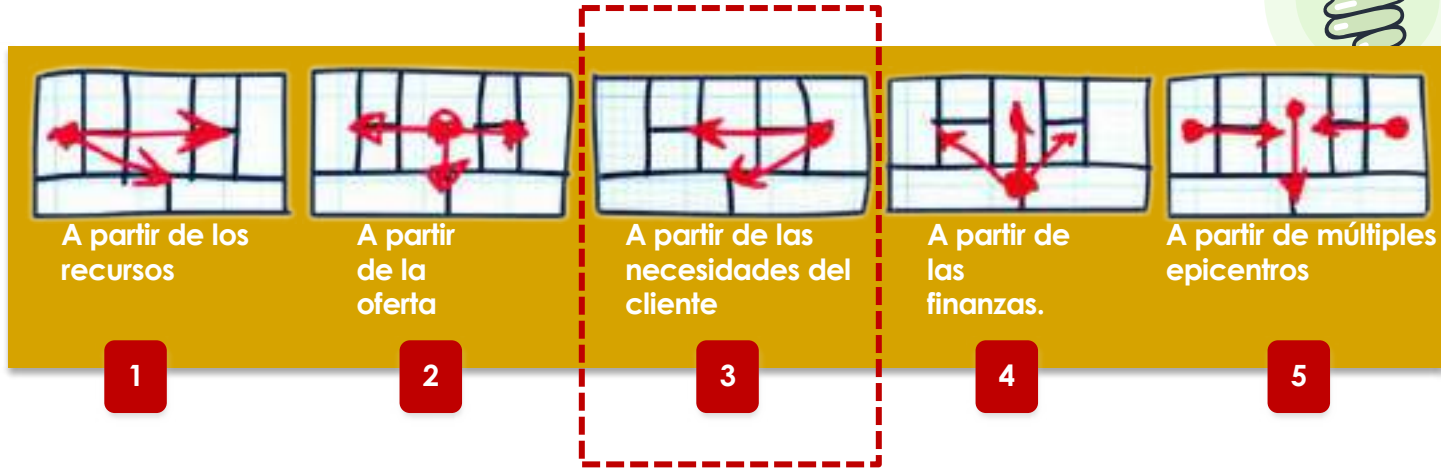 A partir de los
recursos
1
A partir
de la
oferta
2
A partir de las
necesidades del
cliente
3
A partir de
las
finanzas.
4
A partir de múltiples
epicentros
5